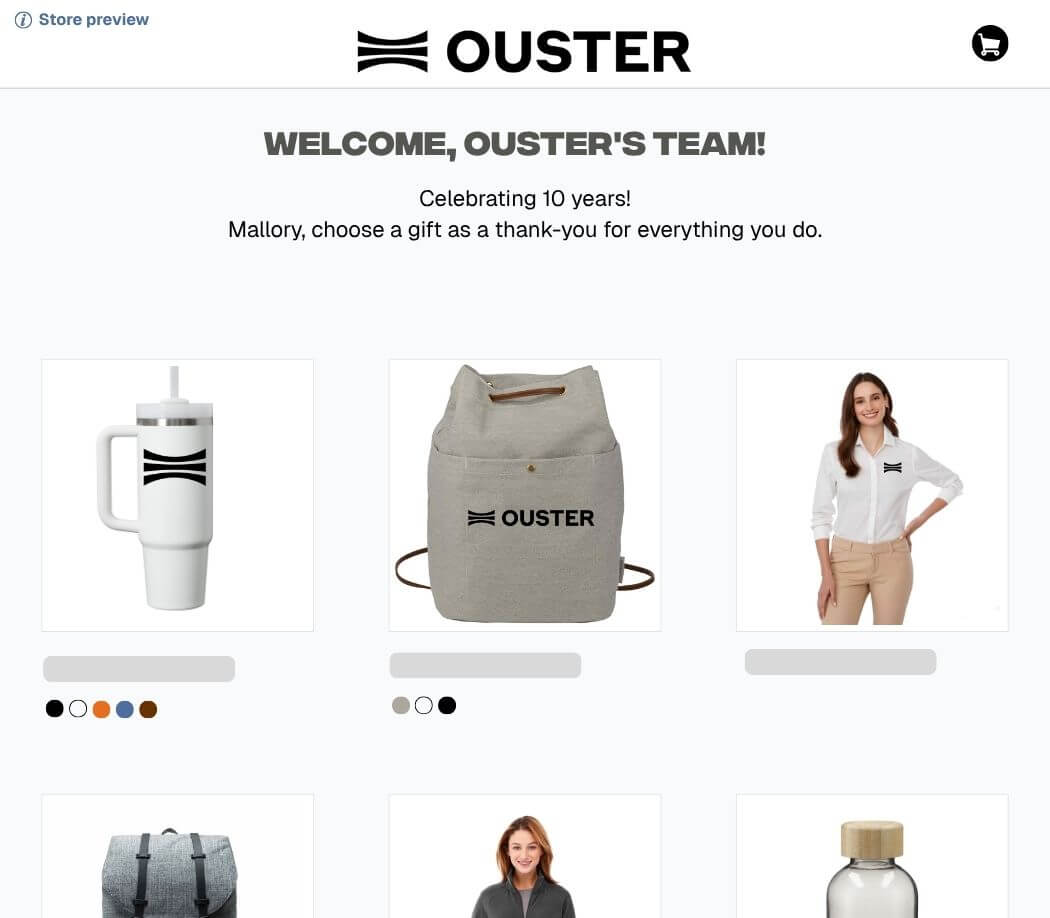 Store preview
OUSTER
WELCOME, OUSTER'S TEAM!
Celebrating 10 years!
Mallory, choose a gift as a thank-you for everything you do.
OUSTER